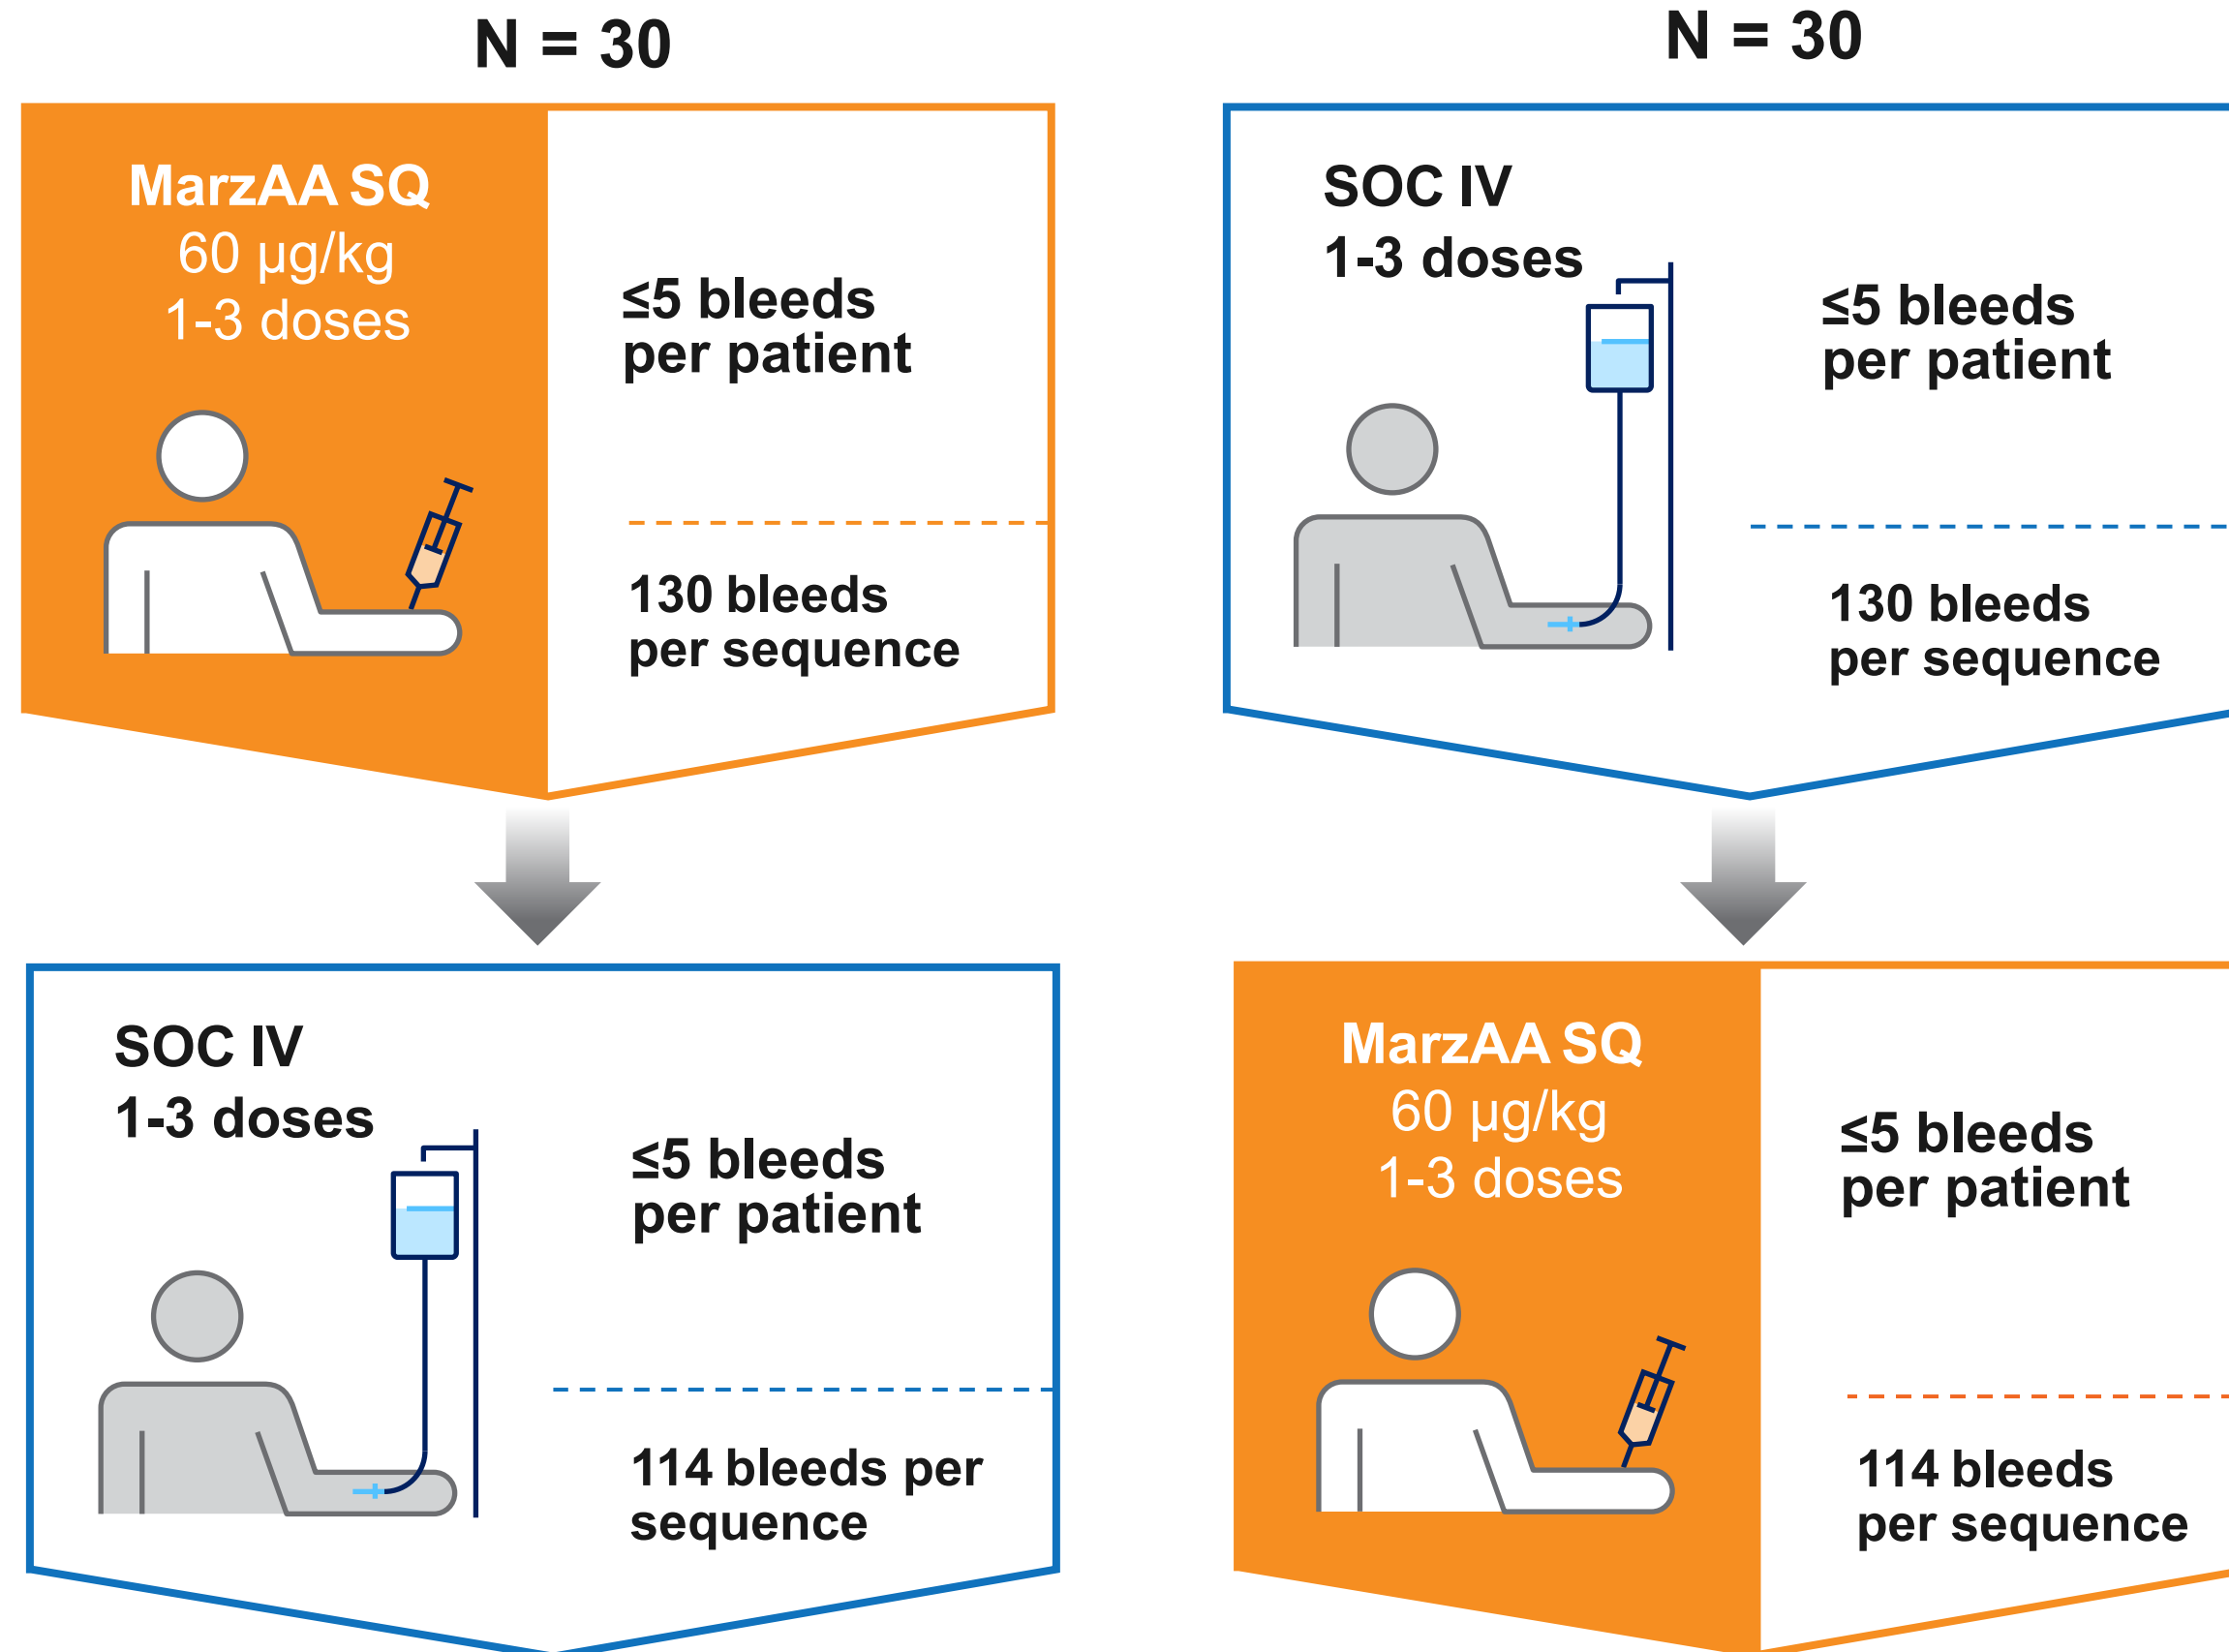 N = 30
MarzAA SQ
60 µg/kg
1-3 doses
≤5 bleeds
per patient
130 bleeds
per sequence
N = 30
SOC IV
1-3 doses
≤5 bleeds
per patient
130 bleeds
per sequence
SOC IV
1-3 doses
≤5 bleeds
per patient
114 bleeds per
sequence
MarzAA SQ
60 µg/kg
1-3 doses
≤5 bleeds
per patient
114 bleeds
per sequence